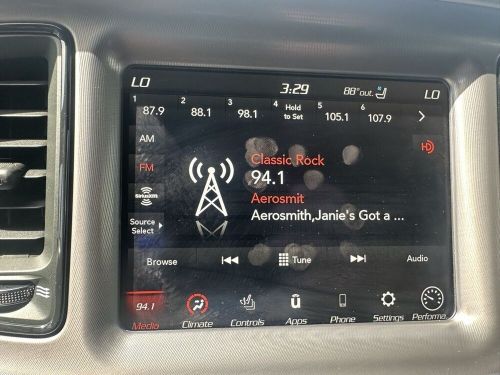 LO 3:29 88°out. LO
1 2 3 4 5 6
87.9 88.1 98.1 Hold to Set 105.1 107.9
AM
FM
SiriusXM
Source
Select
HD
Classic Rock
94.1
Aerosmit
Aerosmith,Janie's Got a ...
Browse Tune Audio
94.1
Media Climate Controls Apps Phone Settings Performa